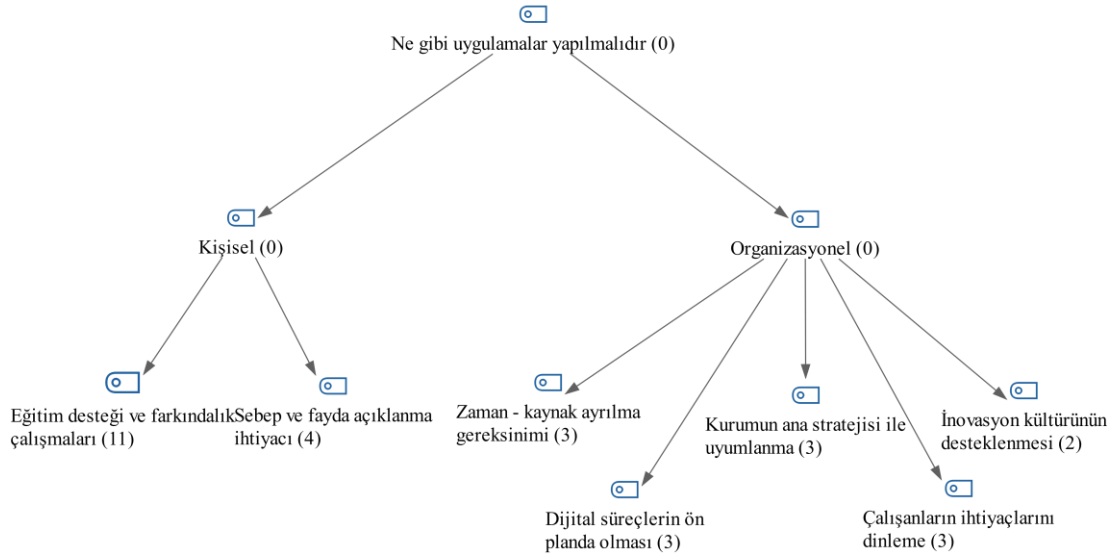 Ne gibi uygulamalar yapılmalıdır (0)
Kişisel (0)
Organizasyonel (0)
Eğitim desteği ve farkındalık
çalışmaları (11)
Sebep ve fayda açıklanma
ihtiyacı (4)
Zaman - kaynak ayrılma
gereksinimi (3)
Kurumun ana stratejisi ile
uyumlanma (3)
İnovasyon kültürünün
desteklenmesi (2)
Dijital süreçlerin ön
planda olması (3)
Çalışanların ihtiyaçlarını
dinleme (3)